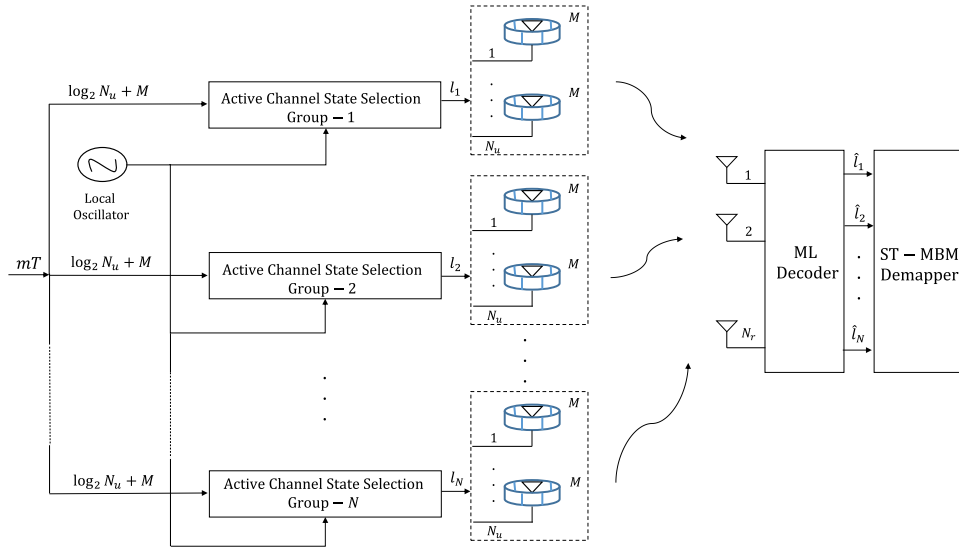 log₂ Nᵤ + M
Active Channel State Selection
Group − 1
l₁
1
M
M
Nᵤ
Local
Oscillator
mT
log₂ Nᵤ + M
Active Channel State Selection
Group − 2
l₂
1
M
M
Nᵤ
log₂ Nᵤ + M
Active Channel State Selection
Group − N
l_N
1
M
M
Nᵤ
1
2
Nᵣ
ML
Decoder
l̂₁
l̂₂
l̂_N
ST − MBM
Demapper